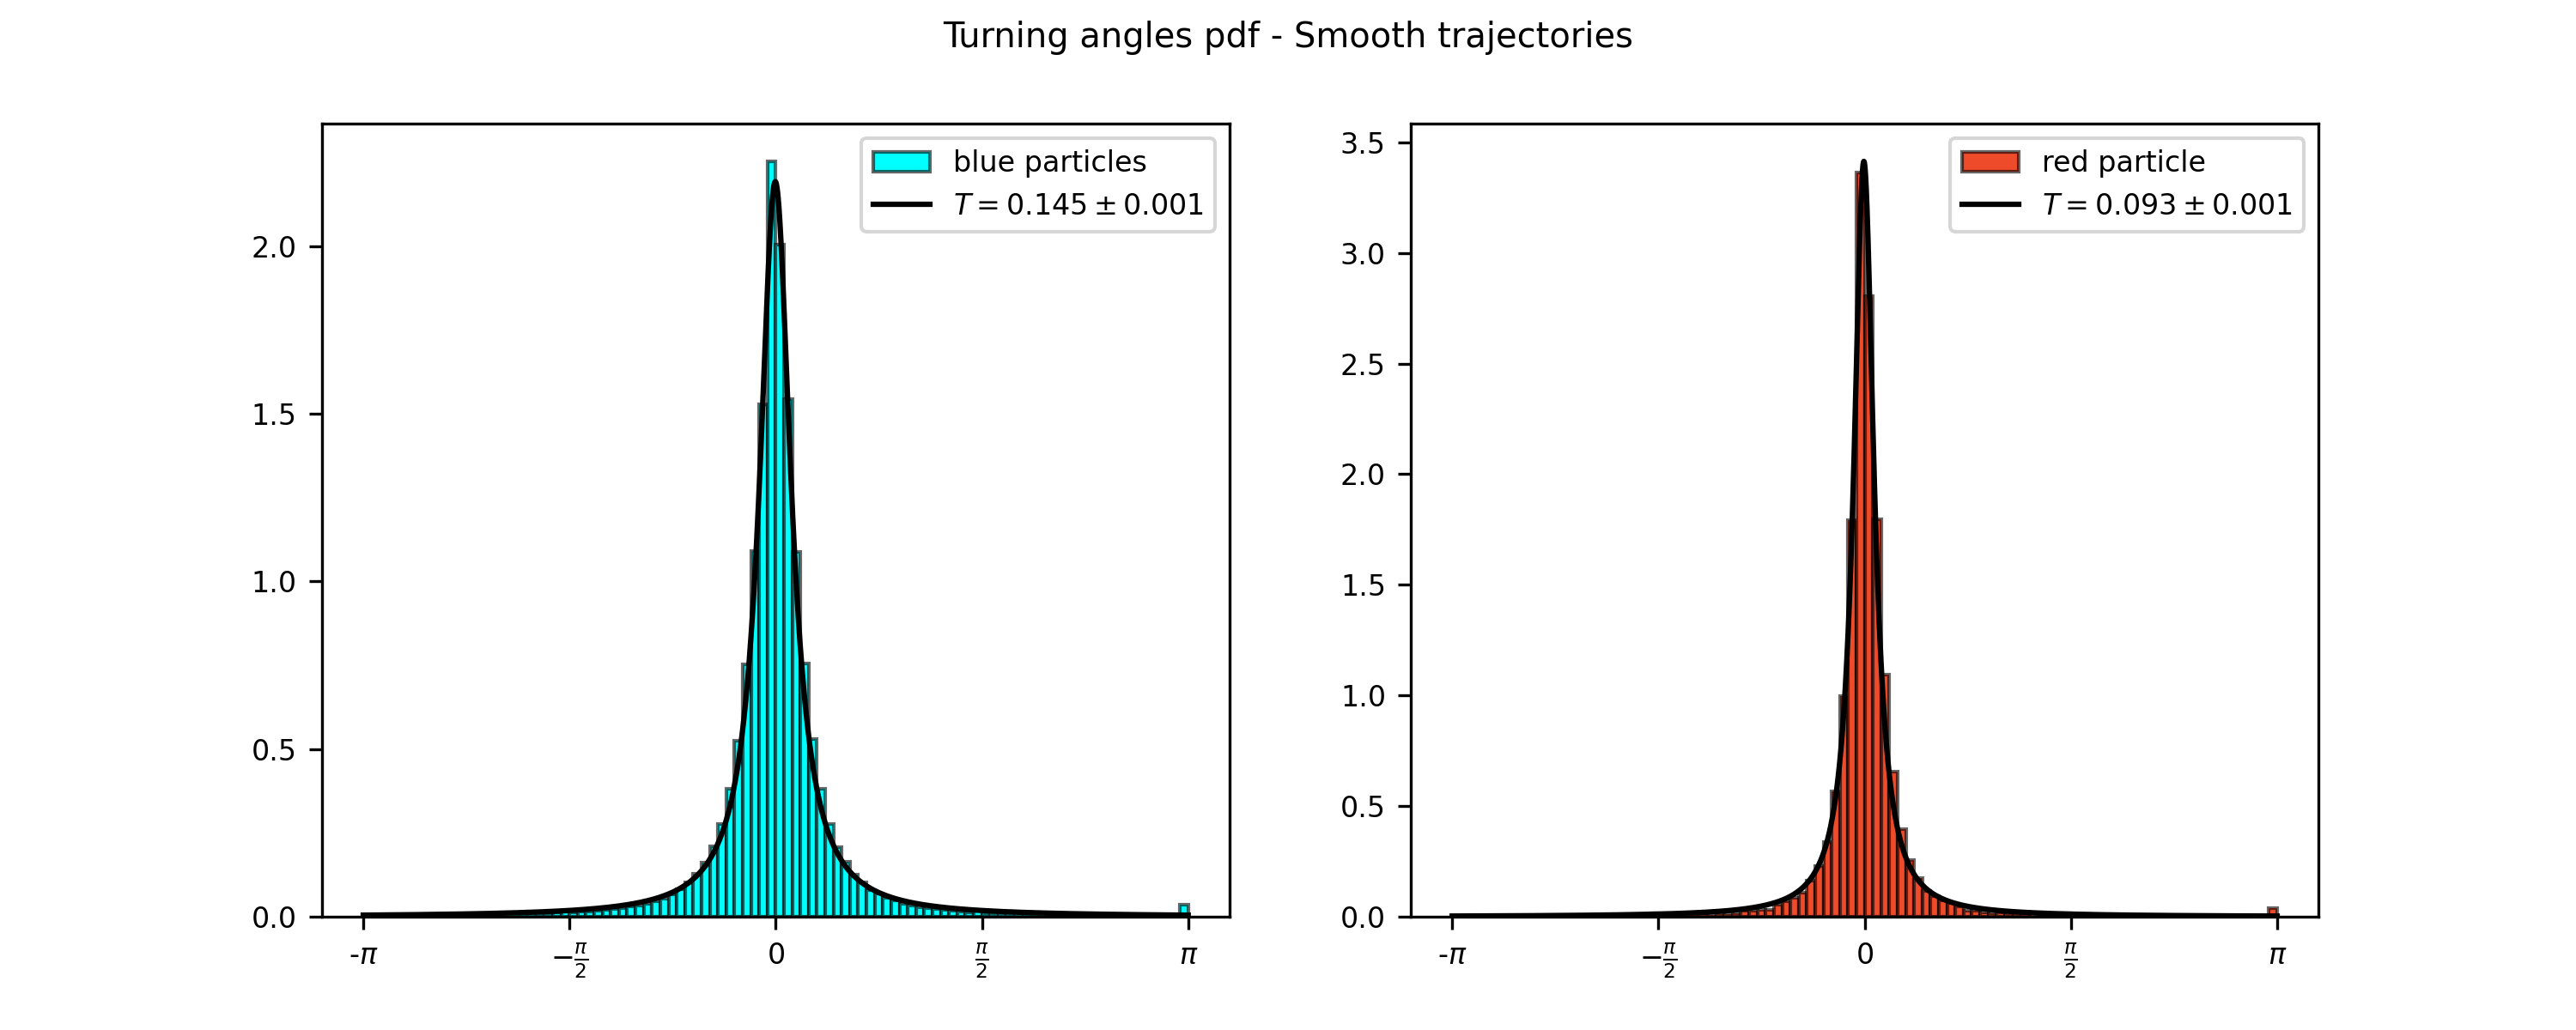 Turning angles pdf - Smooth trajectories
blue particles
T = 0.145 ± 0.001
2.0
1.5
1.0
0.5
0.0
-π
−π/2
0
π/2
π
red particle
T = 0.093 ± 0.001
3.5
3.0
2.5
2.0
1.5
1.0
0.5
0.0
-π
−π/2
0
π/2
π